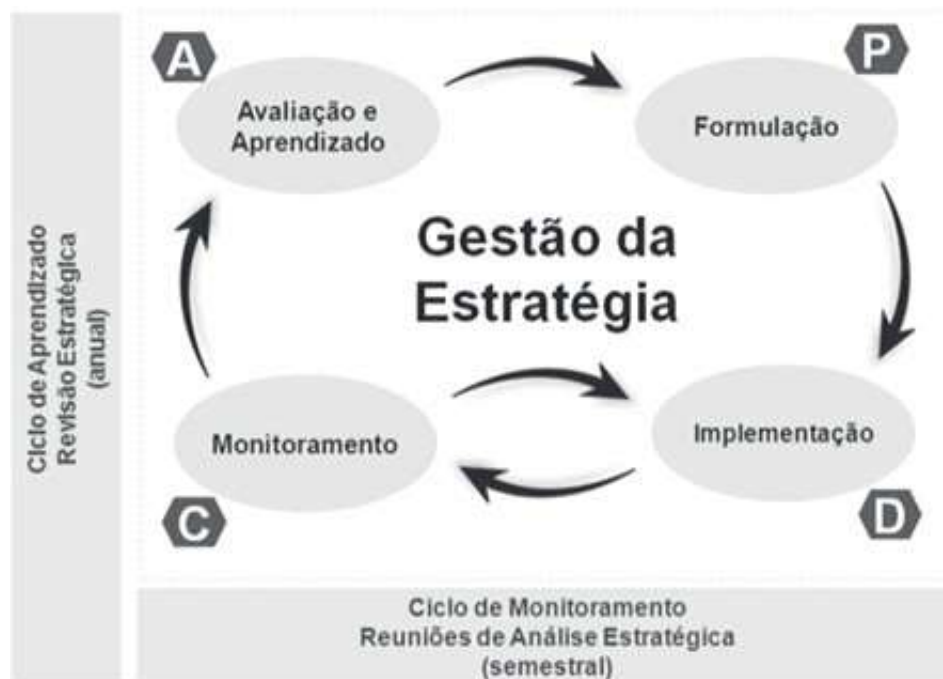 A
Avaliação e
Aprendizado
P
Formulação
Gestão da
Estratégia
Ciclo de Aprendizado
Revisão Estratégica
(anual)
Monitoramento
C
Implementação
D
Ciclo de Monitoramento
Reuniões de Análise Estratégica
(semestral)